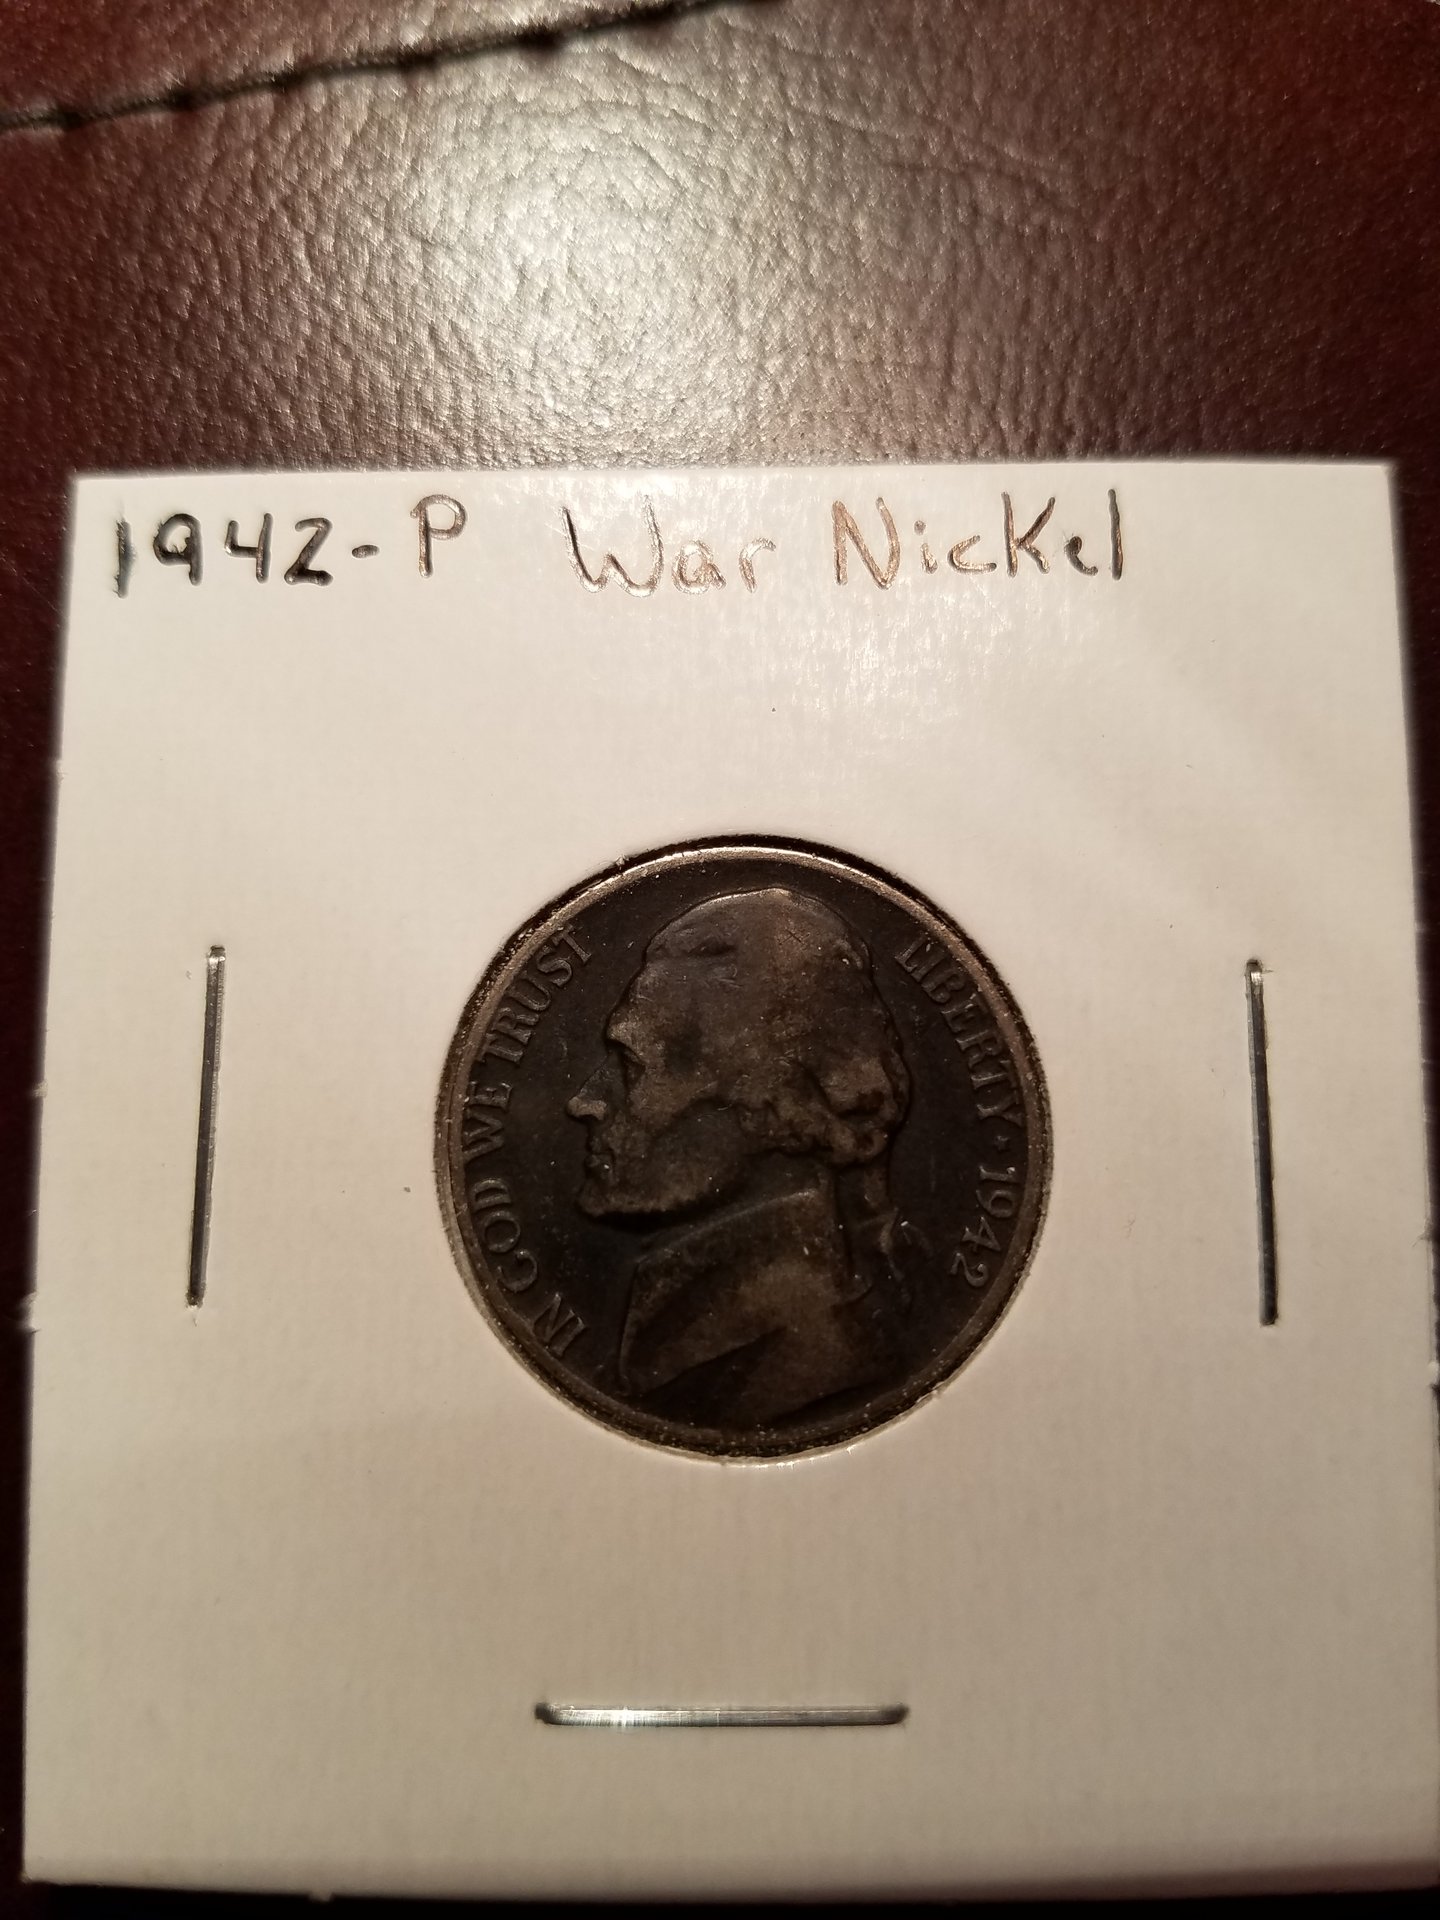 1942-P War Nickel
IN GOD WE TRUST
LIBERTY ★ 1942